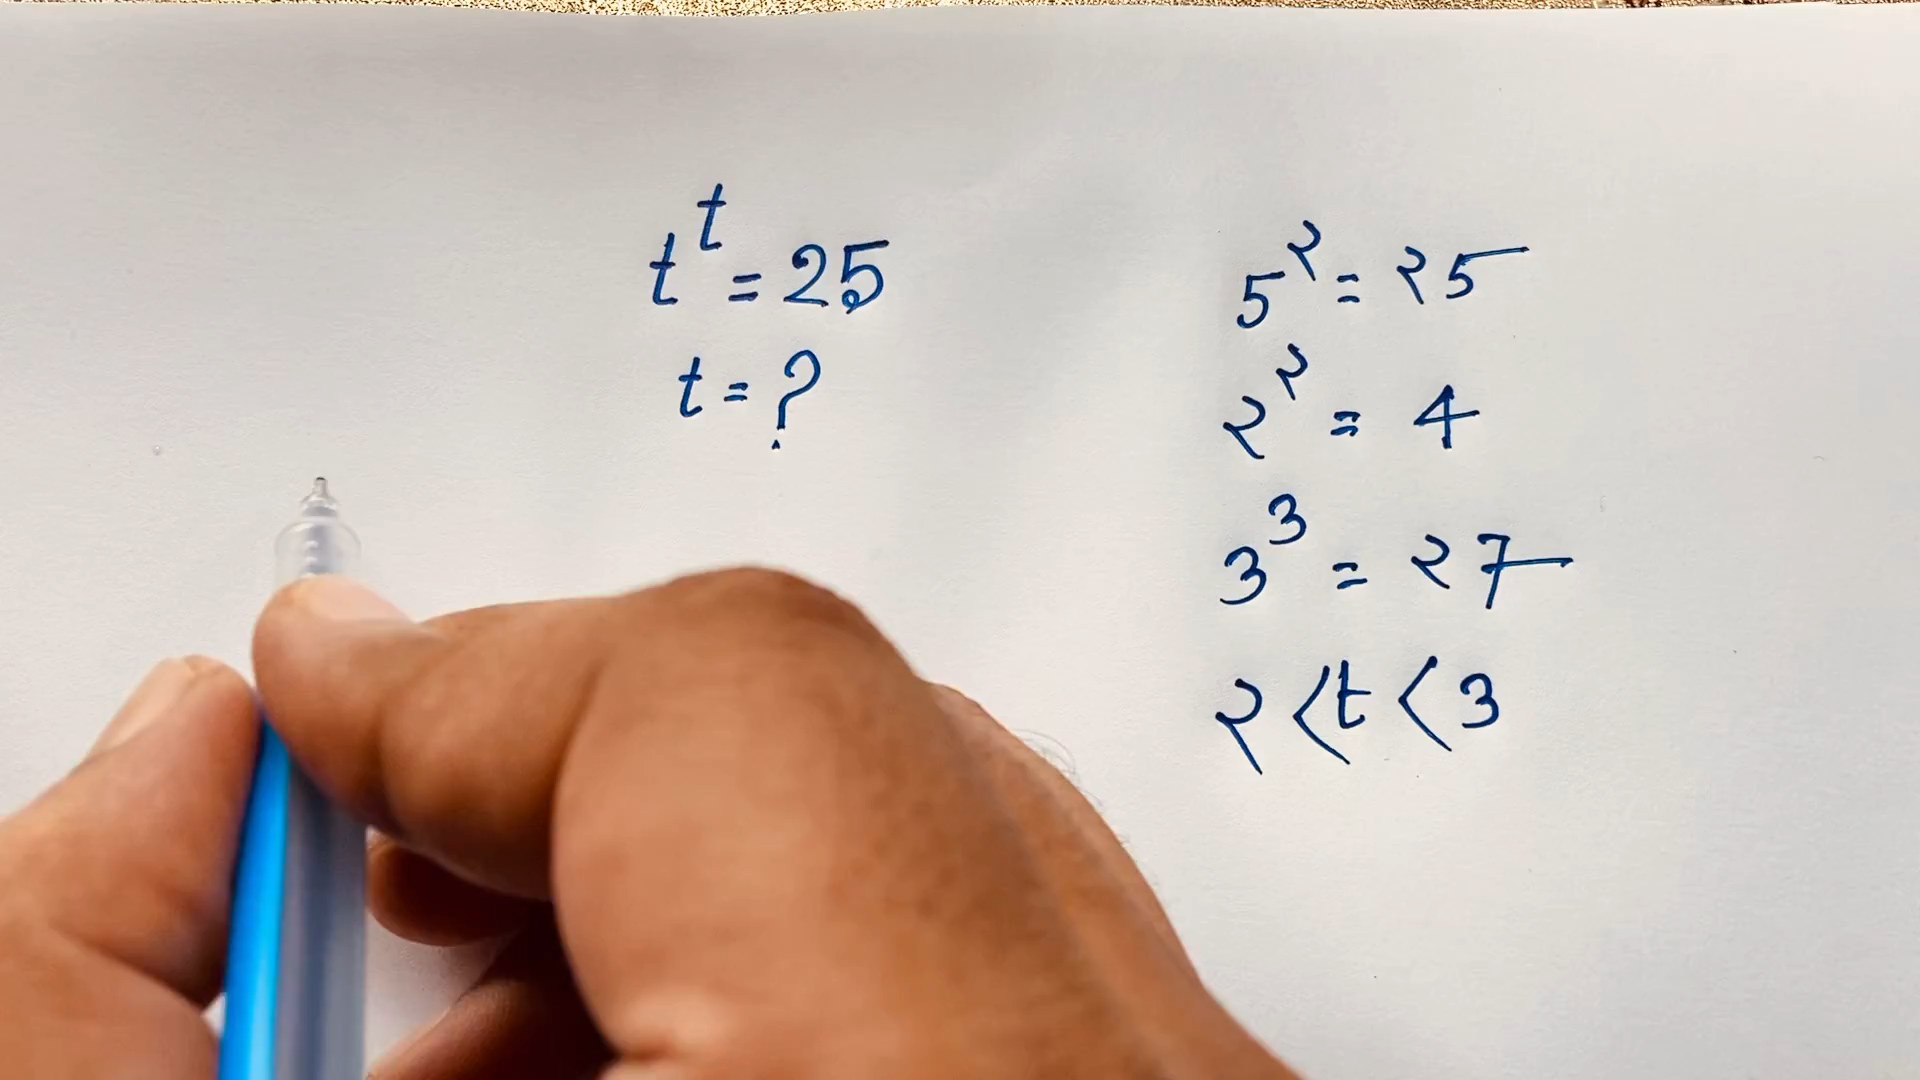 t^t = 25
t = ?
5^2 = 25
2^2 = 4
3^3 = 27
2 < t < 3